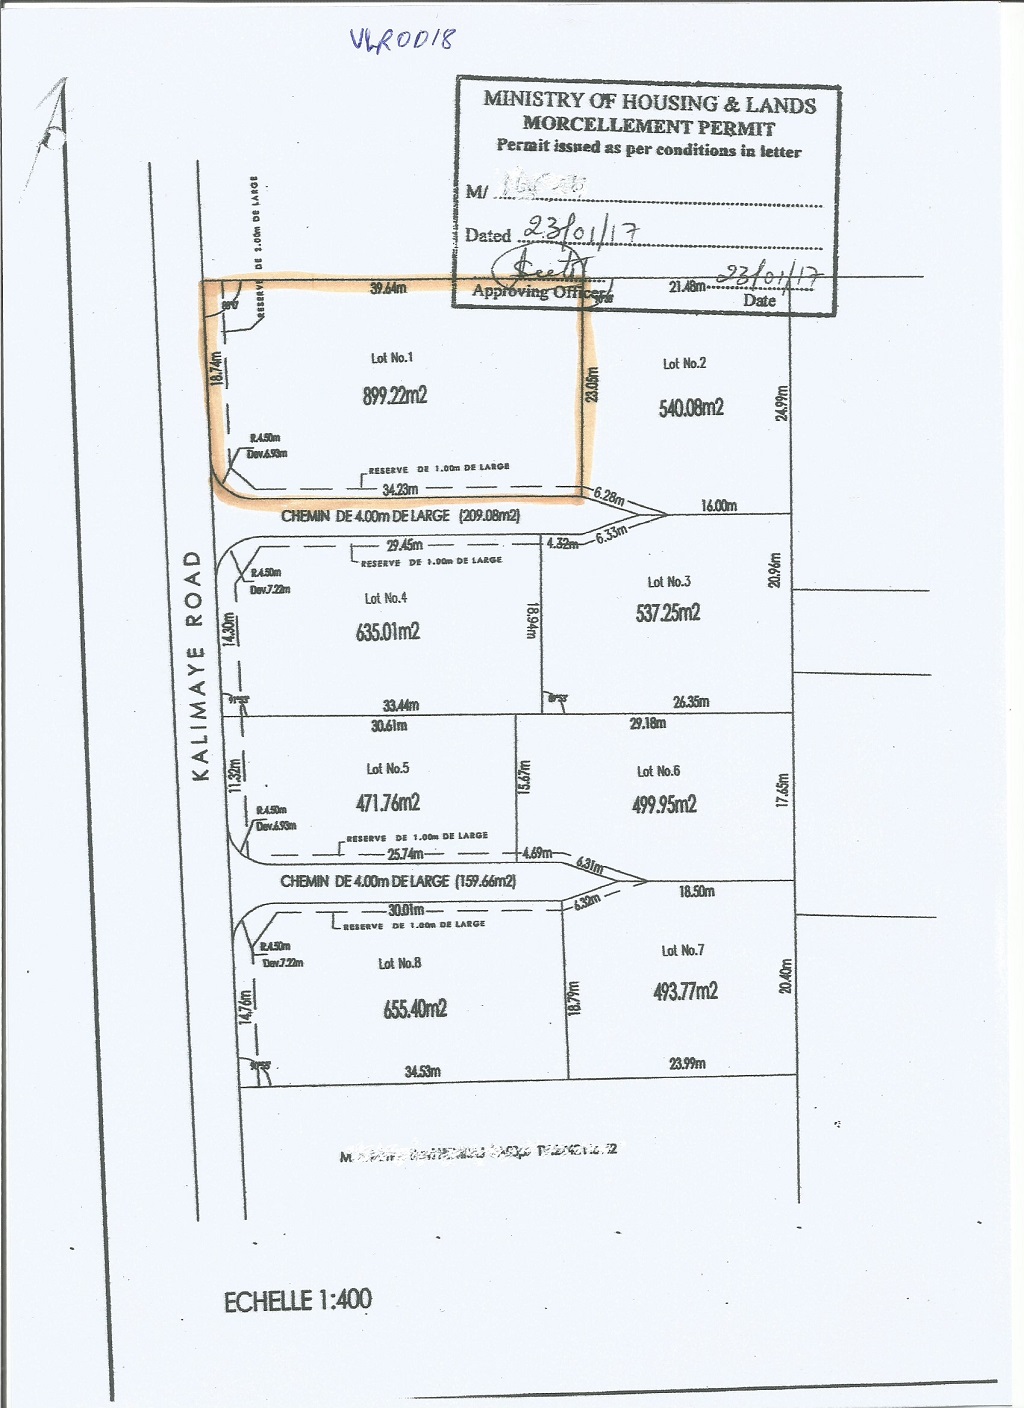 VLR0018
MINISTRY OF HOUSING & LANDS
MORCELLEMENT PERMIT
Permit issued as per conditions in letter
M/
Dated 23/01/17
23/01/17
Approving Officer
Date
RESERVE DE 1.00m DE LARGE
39.64m
21.48m
18.74m
Lot No.1
899.22m2
23.05m
Lot No.2
540.08m2
24.99m
R.4.50m
Dev.6.93m
RESERVE DE 1.00m DE LARGE
34.23m
6.28m
16.00m
CHEMIN DE 4.00m DE LARGE (209.08m2)
29.45m
4.32m
6.33m
RESERVE DE 1.00m DE LARGE
R.4.50m
Dev.7.22m
Lot No.4
635.01m2
14.30m
18.94m
Lot No.3
537.25m2
20.96m
KALIMAYE ROAD
91°53'
89°53'
33.44m
26.35m
30.61m
29.18m
11.32m
Lot No.5
471.76m2
15.67m
Lot No.6
499.95m2
17.65m
R.4.50m
Dev.6.93m
RESERVE DE 1.00m DE LARGE
25.74m
4.69m
6.31m
CHEMIN DE 4.00m DE LARGE (159.66m2)
18.50m
30.01m
6.32m
RESERVE DE 1.00m DE LARGE
R.4.50m
Dev.7.22m
Lot No.8
655.40m2
14.76m
18.79m
Lot No.7
493.77m2
20.40m
34.53m
23.99m
ECHELLE 1:400